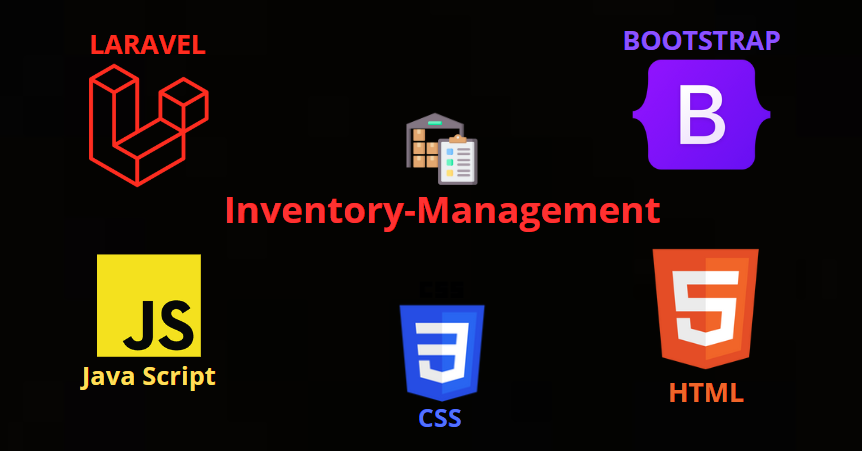 LARAVEL
BOOTSTRAP
B
Inventory-Management
JS
Java Script
CSS
HTML